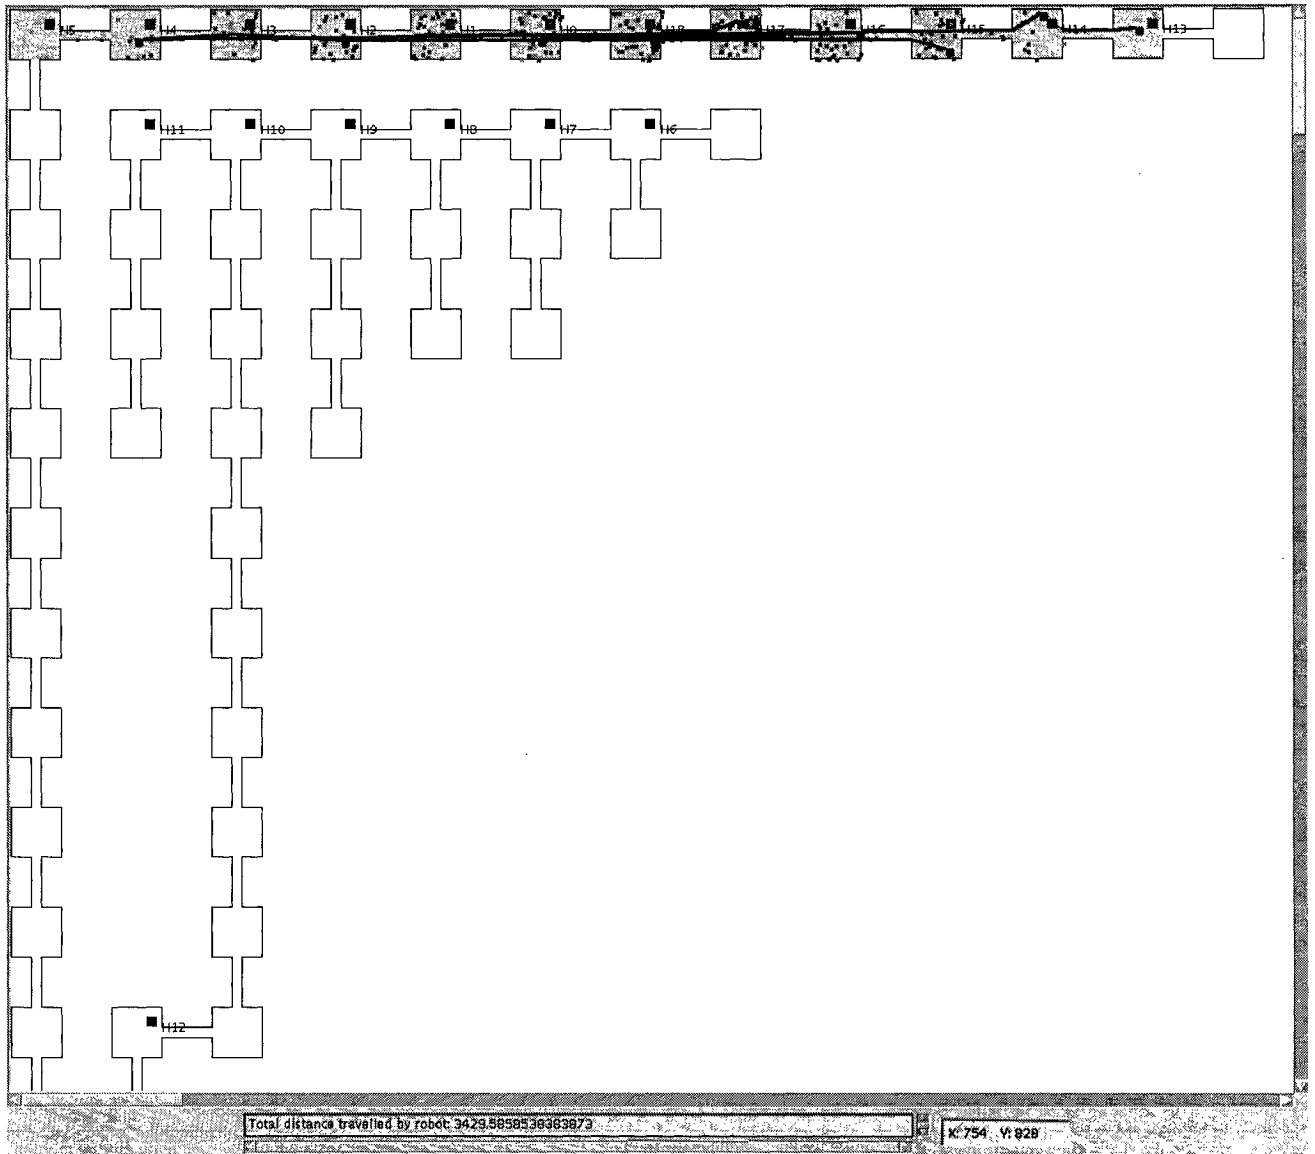 H5 H4 H3 H2 H1 H0 H18 H17 H16 H15 H14 H13
H11 H10 H9 H8 H7 H6
H12
Total distance travelled by robot: 3429.5858538383873
X: 754 Y: 828